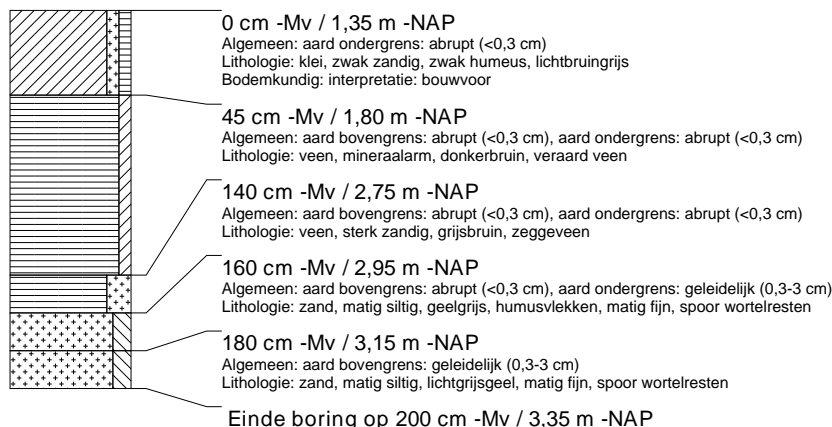 0 cm -Mv / 1,35 m -NAP
Algemeen: aard ondergrens: abrupt (<0,3 cm)
Lithologie: klei, zwak zandig, zwak humeus, lichtbruingrijs
Bodemkundig: interpretatie: bouwvoor
45 cm -Mv / 1,80 m -NAP
Algemeen: aard bovengrens: abrupt (<0,3 cm), aard ondergrens: abrupt (<0,3 cm)
Lithologie: veen, mineraalarm, donkerbruin, veraard veen
140 cm -Mv / 2,75 m -NAP
Algemeen: aard bovengrens: abrupt (<0,3 cm), aard ondergrens: abrupt (<0,3 cm)
Lithologie: veen, sterk zandig, grijsbruin, zeggeveen
160 cm -Mv / 2,95 m -NAP
Algemeen: aard bovengrens: abrupt (<0,3 cm), aard ondergrens: geleidelijk (0,3-3 cm)
Lithologie: zand, matig siltig, geelgrijs, humusvlekken, matig fijn, spoor wortelresten
180 cm -Mv / 3,15 m -NAP
Algemeen: aard bovengrens: geleidelijk (0,3-3 cm)
Lithologie: zand, matig siltig, lichtgrijsgeel, matig fijn, spoor wortelresten
Einde boring op 200 cm -Mv / 3,35 m -NAP